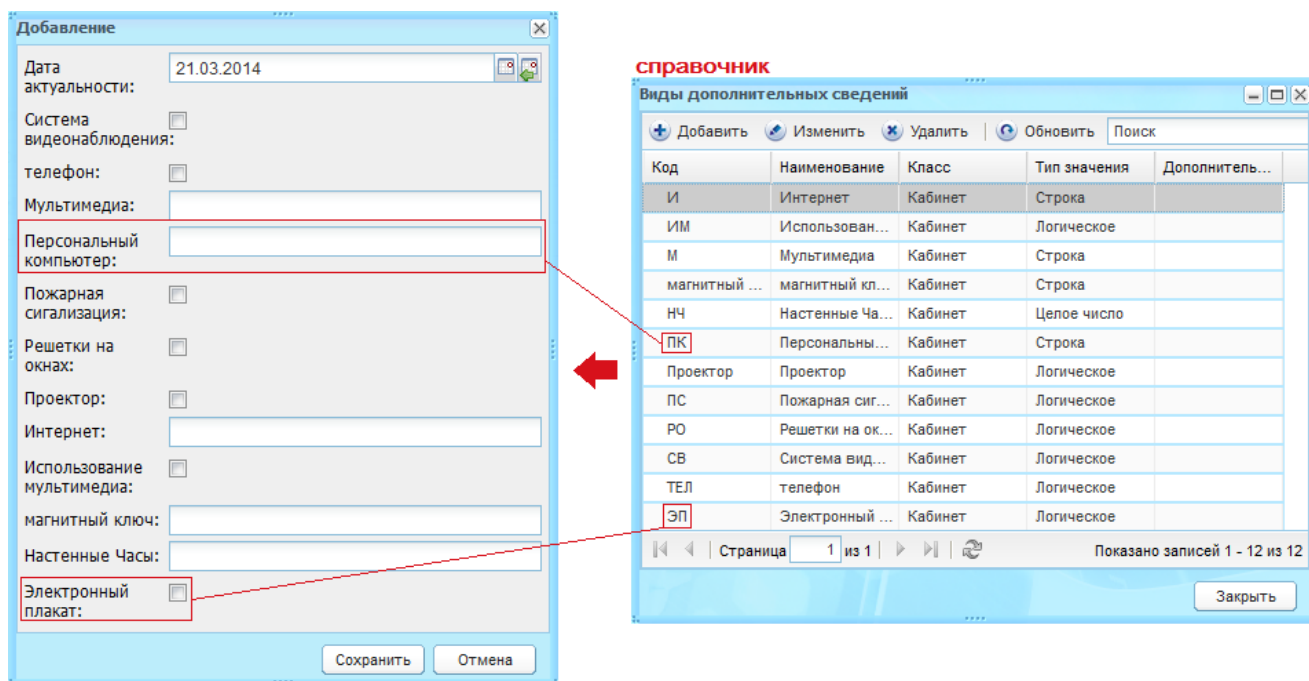 Добавление
Дата
актуальности:
21.03.2014
Система
видеонаблюдения:
телефон:
Мультимедиа:
Персональный
компьютер:
Пожарная
сигализация:
Решетки на
окнах:
Проектор:
Интернет:
Использование
мультимедиа:
магнитный ключ:
Настенные Часы:
Электронный
плакат:
Сохранить Отмена
справочник
Виды дополнительных сведений
Добавить Изменить Удалить Обновить Поиск
Код Наименование Класс Тип значения Дополнитель...
И Интернет Кабинет Строка
ИМ Использован... Кабинет Логическое
М Мультимедиа Кабинет Строка
магнитный ... магнитный кл... Кабинет Строка
НЧ Настенные Ча... Кабинет Целое число
ПК Персональны... Кабинет Строка
Проектор Проектор Кабинет Логическое
ПС Пожарная сиг... Кабинет Логическое
РО Решетки на ок... Кабинет Логическое
СВ Система вид... Кабинет Логическое
ТЕЛ телефон Кабинет Логическое
ЭП Электронный ... Кабинет Логическое
Страница 1 из 1 Показано записей 1 - 12 из 12
Закрыть